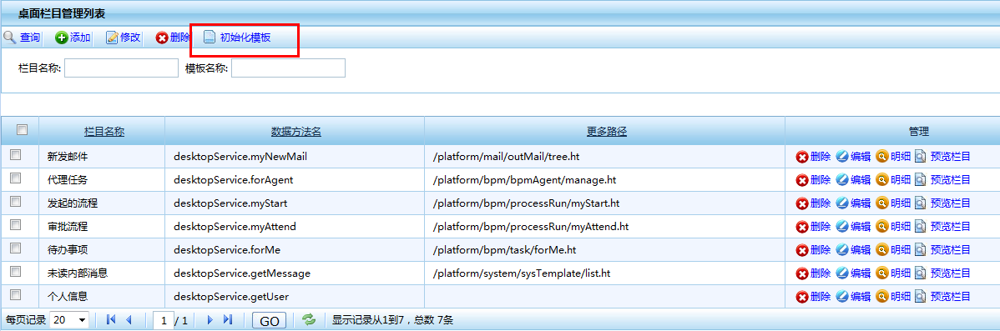 桌面栏目管理列表
查询 添加 修改 删除 初始化模板
栏目名称: 模板名称:
栏目名称 数据方法名 更多路径 管理
新发邮件 desktopService.myNewMail /platform/mail/outMail/tree.ht 删除 编辑 明细 预览栏目
代理任务 desktopService.forAgent /platform/bpm/bpmAgent/manage.ht 删除 编辑 明细 预览栏目
发起的流程 desktopService.myStart /platform/bpm/processRun/myStart.ht 删除 编辑 明细 预览栏目
审批流程 desktopService.myAttend /platform/bpm/processRun/myAttend.ht 删除 编辑 明细 预览栏目
待办事项 desktopService.forMe /platform/bpm/task/forMe.ht 删除 编辑 明细 预览栏目
未读内部消息 desktopService.getMessage /platform/system/sysTemplate/list.ht 删除 编辑 明细 预览栏目
个人信息 desktopService.getUser 删除 编辑 明细 预览栏目
每页记录 20 1 / 1 GO 显示记录从1到7，总数 7条